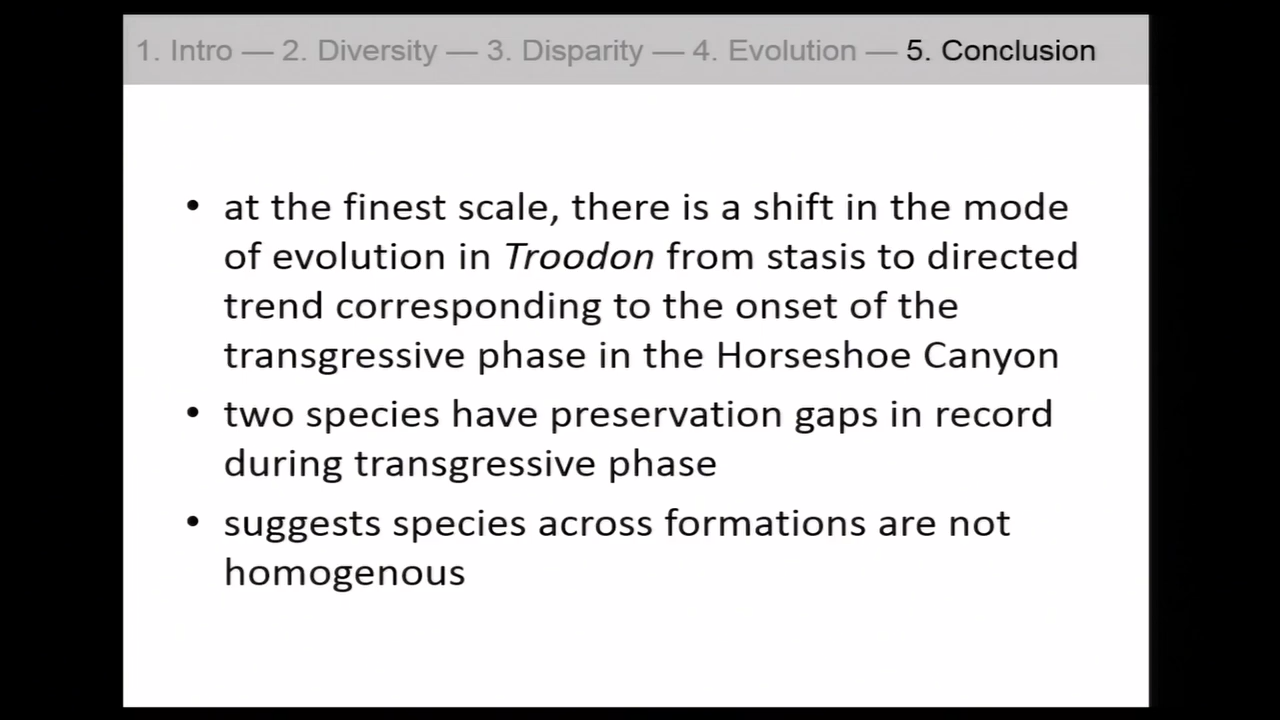 1. Intro — 2. Diversity — 3. Disparity — 4. Evolution — 5. Conclusion
• at the finest scale, there is a shift in the mode
of evolution in Troodon from stasis to directed
trend corresponding to the onset of the
transgressive phase in the Horseshoe Canyon
• two species have preservation gaps in record
during transgressive phase
• suggests species across formations are not
homogenous